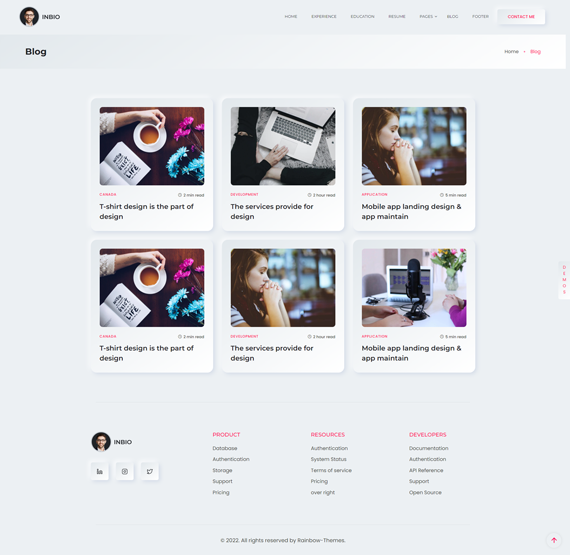 INBIO
HOME EXPERIENCE EDUCATION RESUME PAGES BLOG FOOTER CONTACT ME
Blog
Home Blog
CANADA 2 min read
T-shirt design is the part of
design
DEVELOPMENT 2 hour read
The services provide for
design
APPLICATION 5 min read
Mobile app landing design &
app maintain
CANADA 2 min read
T-shirt design is the part of
design
DEVELOPMENT 2 hour read
The services provide for
design
APPLICATION 5 min read
Mobile app landing design &
app maintain
DEMOS
INBIO
PRODUCT
Database
Authentication
Storage
Support
Pricing
RESOURCES
Authentication
System Status
Terms of service
Pricing
over right
DEVELOPERS
Documentation
Authentication
API Reference
Support
Open Source
© 2022. All rights reserved by Rainbow-Themes.